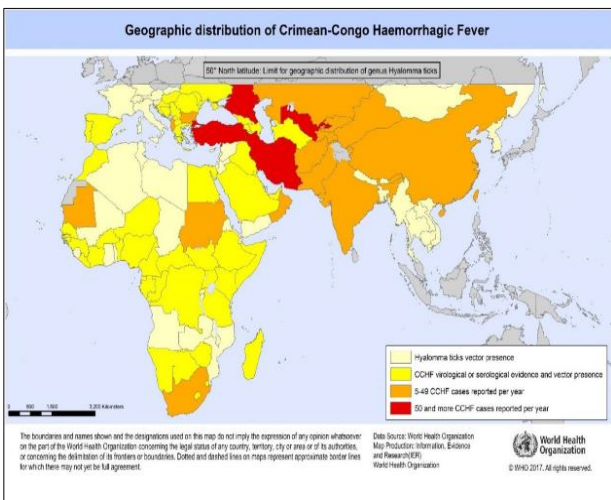 Geographic distribution of Crimean-Congo Haemorrhagic Fever
50° North latitude: Limit for geographic distribution of genus Hyalomma ticks
Hyalomma ticks vector presence
CCHF virological or serological evidence and vector presence
5-49 CCHF cases reported per year
50 and more CCHF cases reported per year
Kilometers
The boundaries and names shown and the designations used on this map do not imply the expression of any opinion whatsoever
on the part of the World Health Organization concerning the legal status of any country, territory, city or area or of its authorities,
or concerning the delimitation of its frontiers or boundaries. Dotted and dashed lines on maps represent approximate border lines
for which there may not yet be full agreement.
Data Source: World Health Organization
Map Production: Information, Evidence
and Research(IER)
World Health Organization
World Health
Organization
© WHO 2017. All rights reserved.